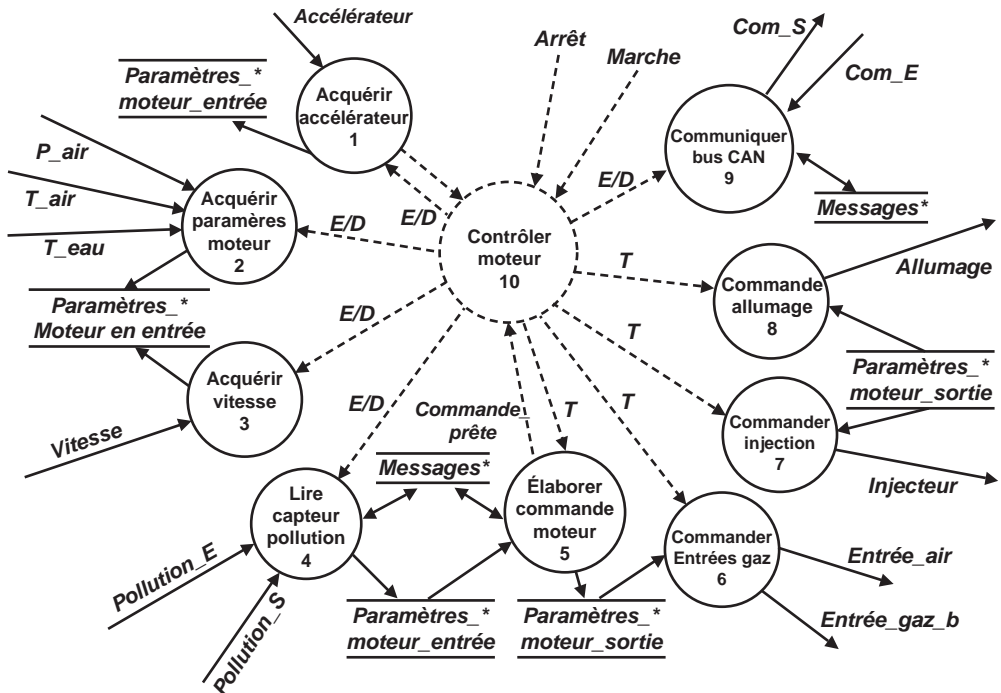 Accélérateur
Arrêt
Marche
Com_S
Com_E
Paramètres_*
moteur_entrée
Acquérir
accélérateur
1
Communiquer
bus CAN
9
Messages*
P_air
T_air
T_eau
Acquérir
paramères
moteur
2
E/D
E/D
E/D
Contrôler
moteur
10
T
Commande
allumage
8
Allumage
Paramètres_*
Moteur en entrée
E/D
T
Paramètres_*
moteur_sortie
Acquérir
vitesse
3
Vitesse
E/D
Commande_
prête
T
T
Commander
injection
7
Injecteur
Messages*
Lire
capteur
pollution
4
Élaborer
commande
moteur
5
Commander
Entrées gaz
6
Entrée_air
Entrée_gaz_b
Pollution_E
Pollution_S
Paramètres_*
moteur_entrée
Paramètres_*
moteur_sortie